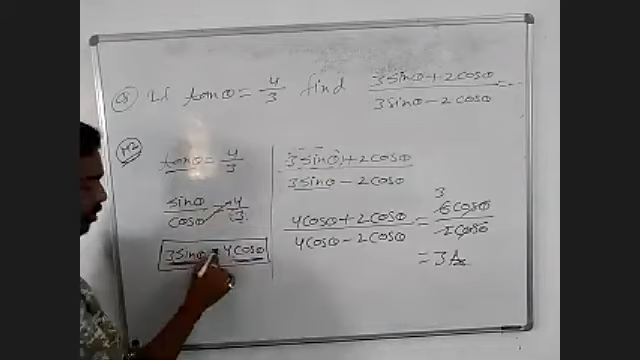 Q8 If tanθ = 4/3 find 3sinθ+2cosθ / 3sinθ-2cosθ =
M2
tanθ = 4/3
sinθ / cosθ = 4/3
3sinθ = 4cosθ
3sinθ+2cosθ / 3sinθ-2cosθ
4cosθ+2cosθ / 4cosθ-2cosθ = 6cosθ / 2cosθ 3
= 3 Ans